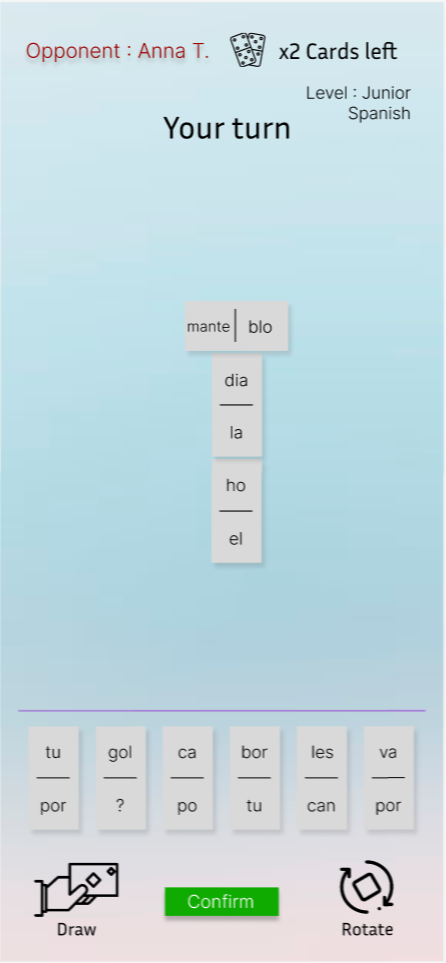 Opponent : Anna T. x2 Cards left
Level : Junior
Spanish
Your turn
mante blo
dia
la
ho
el
tu gol ca bor les va
por ? po tu can por
Draw Confirm Rotate